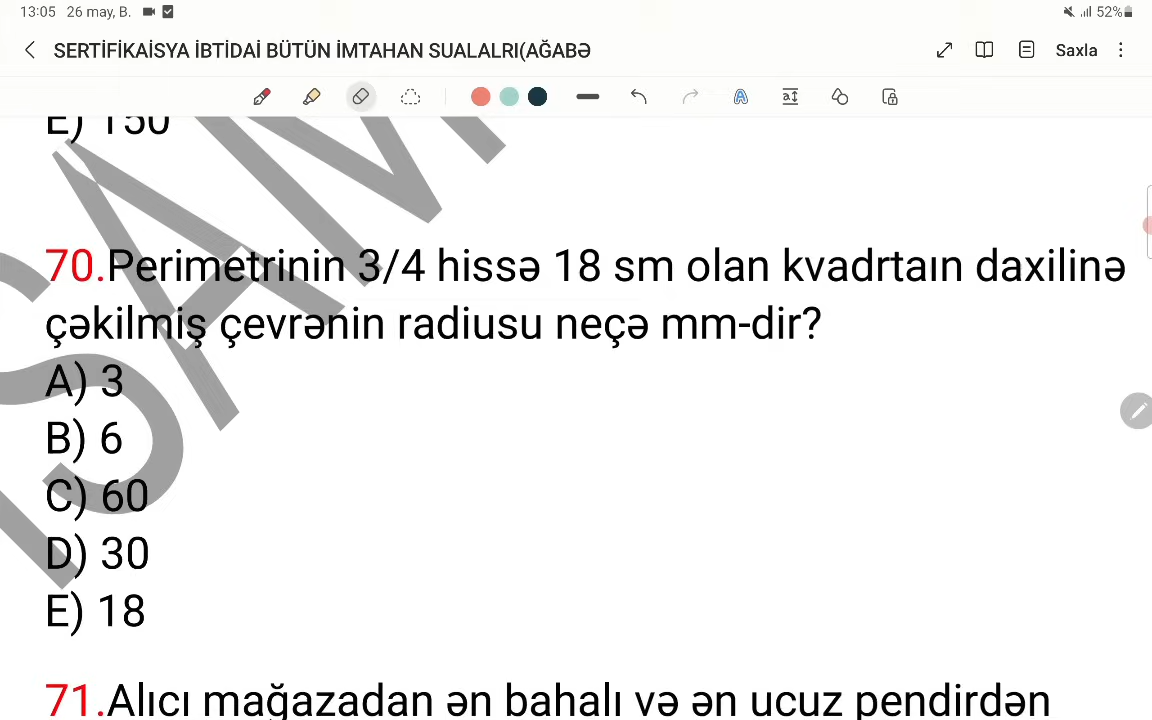 13:05 26 may, B. 52%
SERTİFİKAİSYA İBTİDAİ BÜTÜN İMTAHAN SUALALRI(AĞABƏ
Saxla
E) 150
70.Perimetrinin 3/4 hissə 18 sm olan kvadrtaın daxilinə
çəkilmiş çevrənin radiusu neçə mm-dir?
A) 3
B) 6
C) 60
D) 30
E) 18
71.Alıcı mağazadan ən bahalı və ən ucuz pendirdən